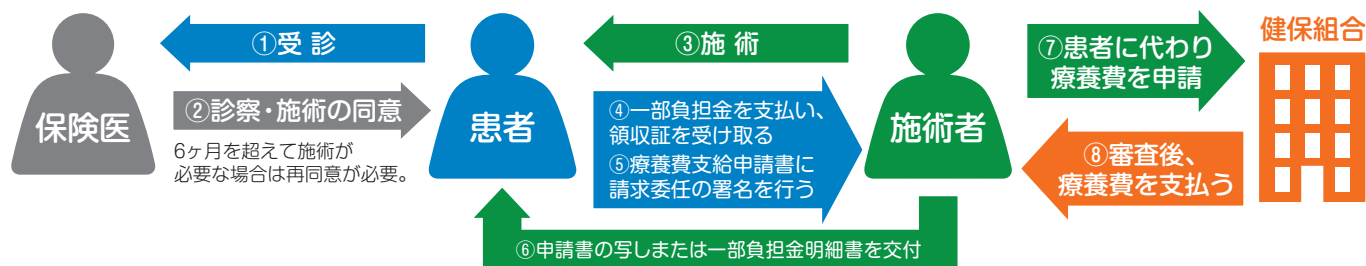 ①受 診
保険医
②診察・施術の同意
6ヶ月を超えて施術が
必要な場合は再同意が必要。
患者
③施 術
④一部負担金を支払い、
領収証を受け取る
⑤療養費支給申請書に
請求委任の署名を行う
施術者
⑥申請書の写しまたは一部負担金明細書を交付
⑦患者に代わり
療養費を申請
健保組合
⑧審査後、
療養費を支払う